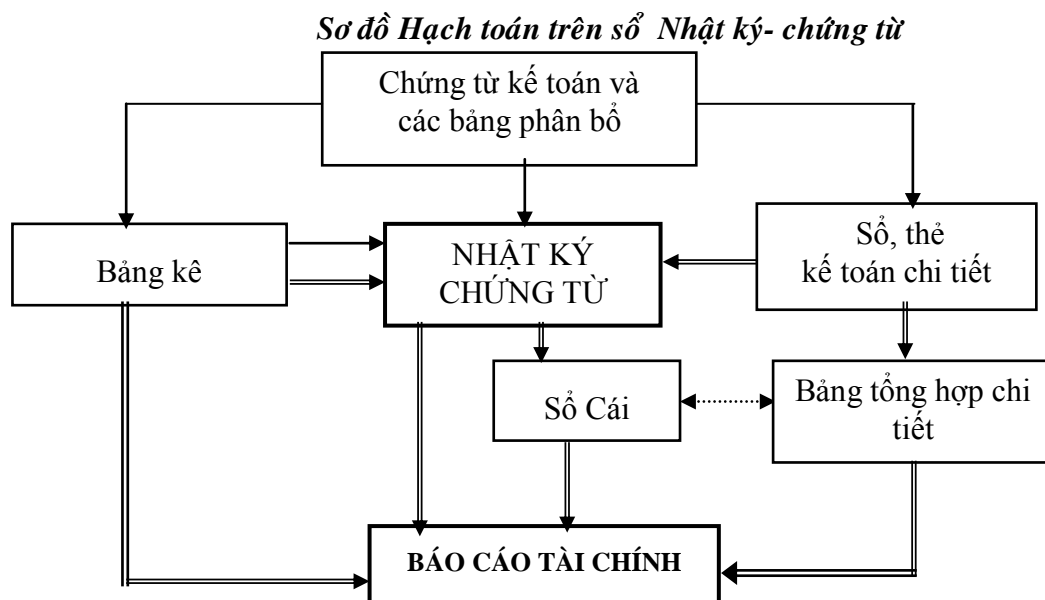 Sơ đồ Hạch toán trên sổ Nhật ký- chứng từ
Chứng từ kế toán và
các bảng phân bổ
Bảng kê
NHẬT KÝ
CHỨNG TỪ
Sổ, thẻ
kế toán chi tiết
Sổ Cái
Bảng tổng hợp chi
tiết
BÁO CÁO TÀI CHÍNH